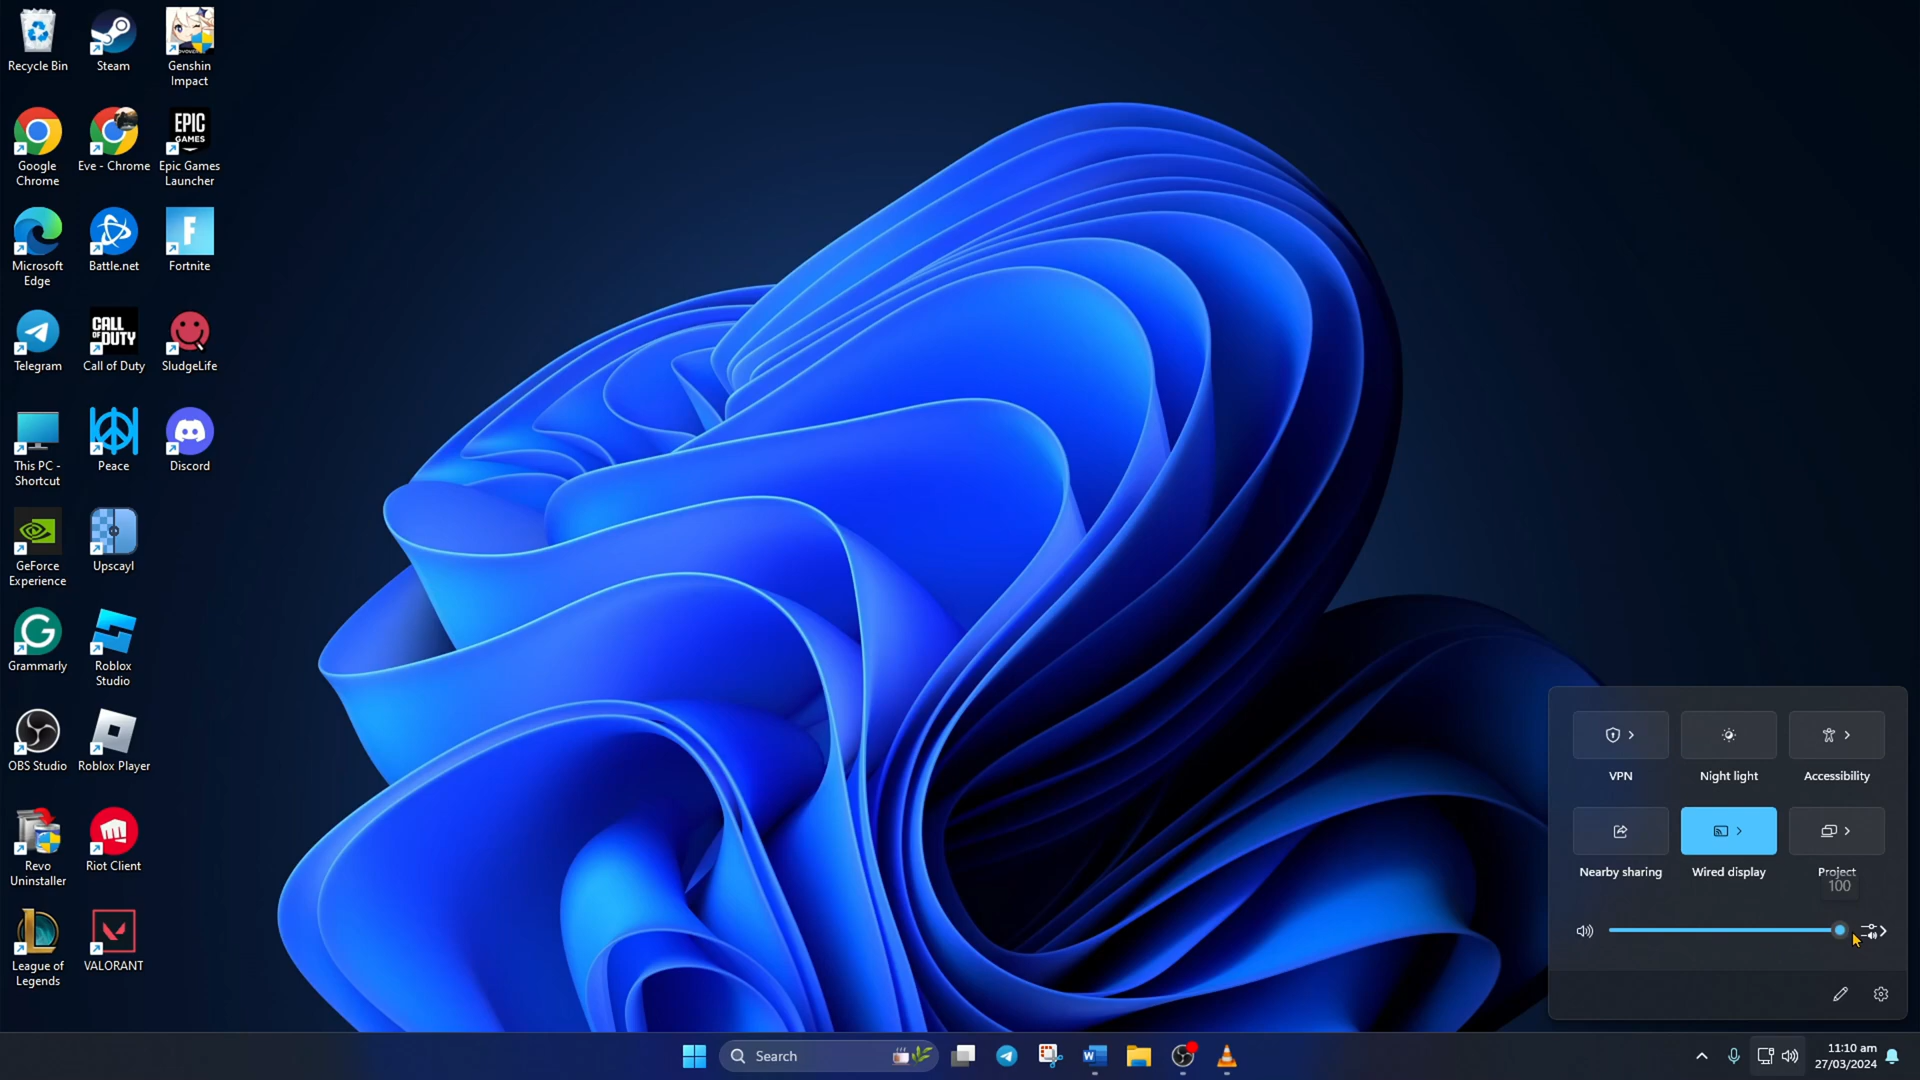 Recycle Bin
Steam
Genshin
Impact
Google
Chrome
Eve - Chrome
EPIC
GAMES
Epic Games
Launcher
Microsoft
Edge
Battle.net
F
Fortnite
Telegram
CALL
OF DUTY
Call of Duty
SludgeLife
This PC -
Shortcut
Peace
Discord
GeForce
Experience
Upscayl
Grammarly
Roblox
Studio
OBS Studio
Roblox Player
Revo
Uninstaller
Riot Client
League of
Legends
VALORANT
VPN
Night light
Accessibility
Nearby sharing
Wired display
Project
100
Search
11:10 am
27/03/2024